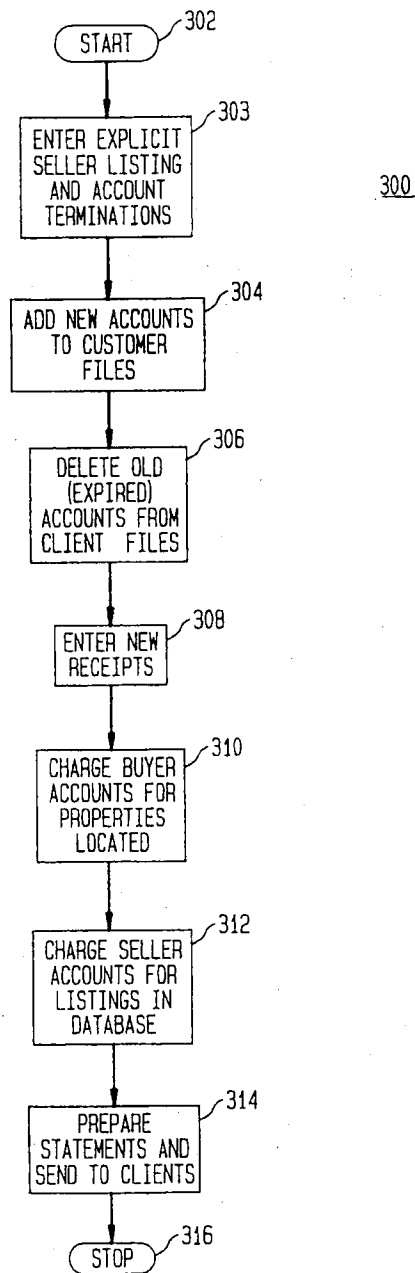 302
START
303
ENTER EXPLICIT
SELLER LISTING
AND ACCOUNT
TERMINATIONS
300
304
ADD NEW ACCOUNTS
TO CUSTOMER
FILES
306
DELETE OLD
(EXPIRED)
ACCOUNTS FROM
CLIENT FILES
308
ENTER NEW
RECEIPTS
310
CHARGE BUYER
ACCOUNTS FOR
PROPERTIES
LOCATED
312
CHARGE SELLER
ACCOUNTS FOR
LISTINGS IN
DATABASE
314
PREPARE
STATEMENTS AND
SEND TO CLIENTS
316
STOP